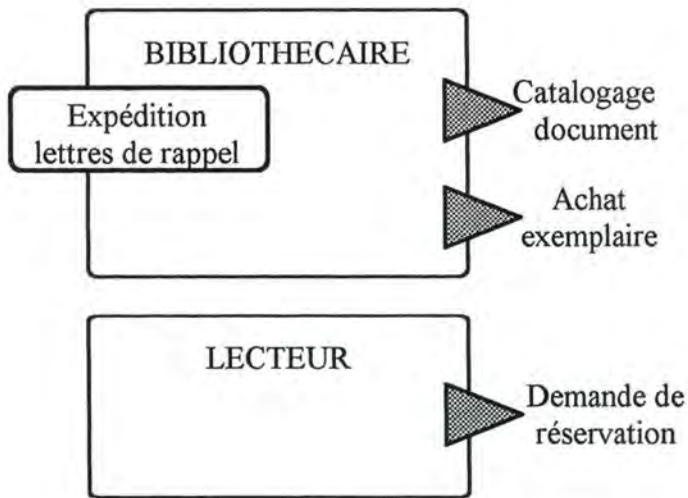 BIBLIOTHECAIRE
Expédition
lettres de rappel
Catalogage
document
Achat
exemplaire
LECTEUR
Demande de
réservation